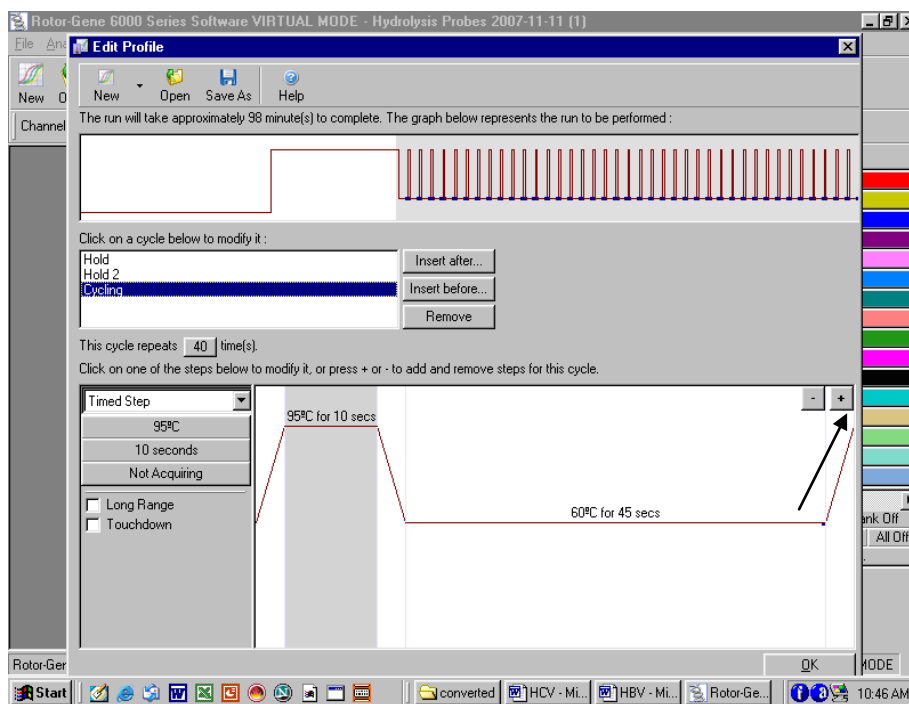 Rotor-Gene 6000 Series Software VIRTUAL MODE - Hydrolysis Probes 2007-11-11 (1)
File Ana
Edit Profile
New O
New Open Save As Help
Channel
The run will take approximately 98 minute(s) to complete. The graph below represents the run to be performed :
Click on a cycle below to modify it :
Hold
Hold 2
Cycling
Insert after...
Insert before...
Remove
This cycle repeats 40 time(s).
Click on one of the steps below to modify it, or press + or - to add and remove steps for this cycle.
Timed Step
95ºC
10 seconds
Not Acquiring
Long Range
Touchdown
95ºC for 10 secs
- +
60ºC for 45 secs
ank Off
All Off
OK
Rotor-Ger
MODE
Start
converted
HCV - Mi...
HBV - Mi...
Rotor-Ge...
10:46 AM